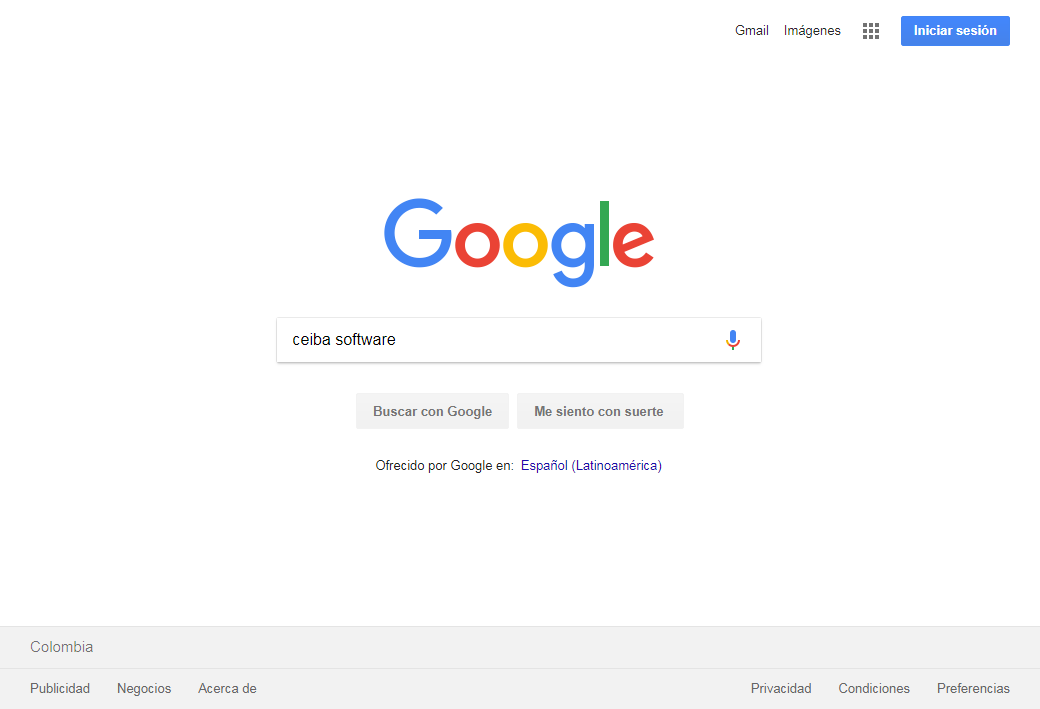 Gmail Imágenes Iniciar sesión
Google
ceiba software
Buscar con Google Me siento con suerte
Ofrecido por Google en: Español (Latinoamérica)
Colombia
Publicidad Negocios Acerca de Privacidad Condiciones Preferencias